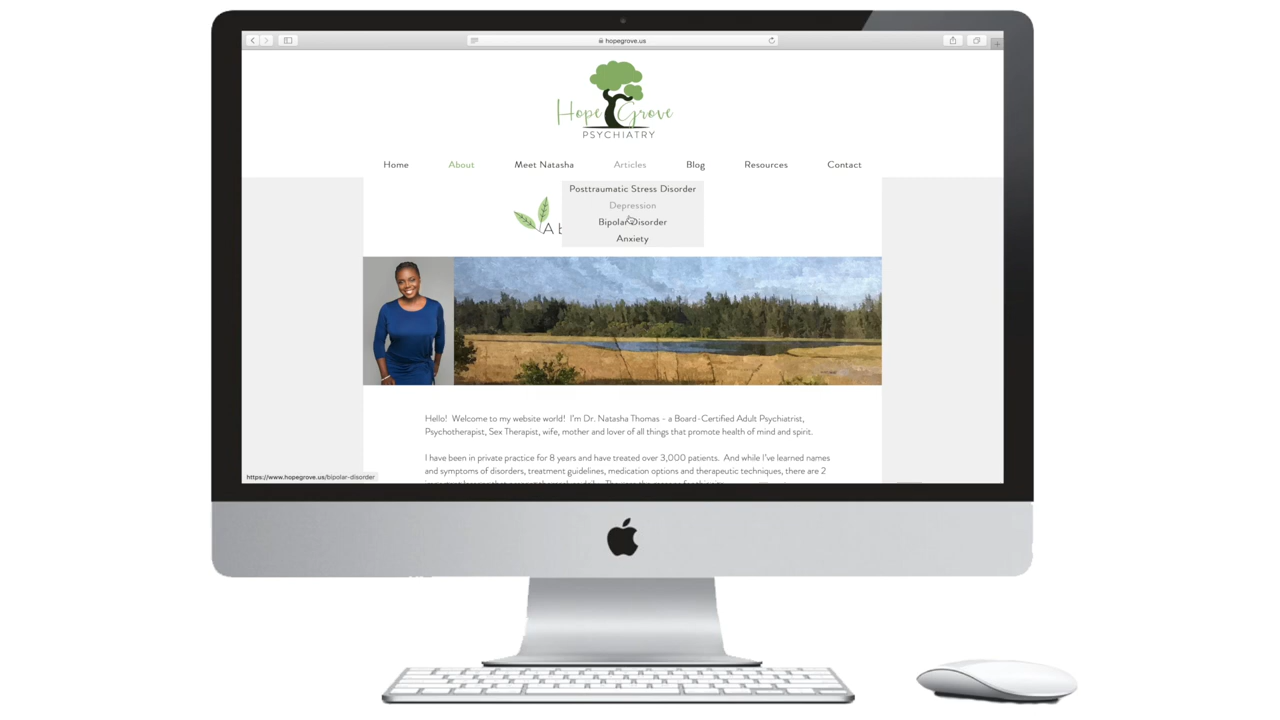 hopegrove.us
Hope Grove
PSYCHIATRY
Home About Meet Natasha Articles Blog Resources Contact
Posttraumatic Stress Disorder
Depression
Bipolar Disorder
Anxiety
Ab
Hello! Welcome to my website world! I'm Dr. Natasha Thomas - a Board-Certified Adult Psychiatrist,
Psychotherapist, Sex Therapist, wife, mother and lover of all things that promote health of mind and spirit.
I have been in private practice for 8 years and have treated over 3,000 patients. And while I've learned names
and symptoms of disorders, treatment guidelines, medication options and therapeutic techniques, there are 2
https://www.hopegrove.us/bipolar-disorder